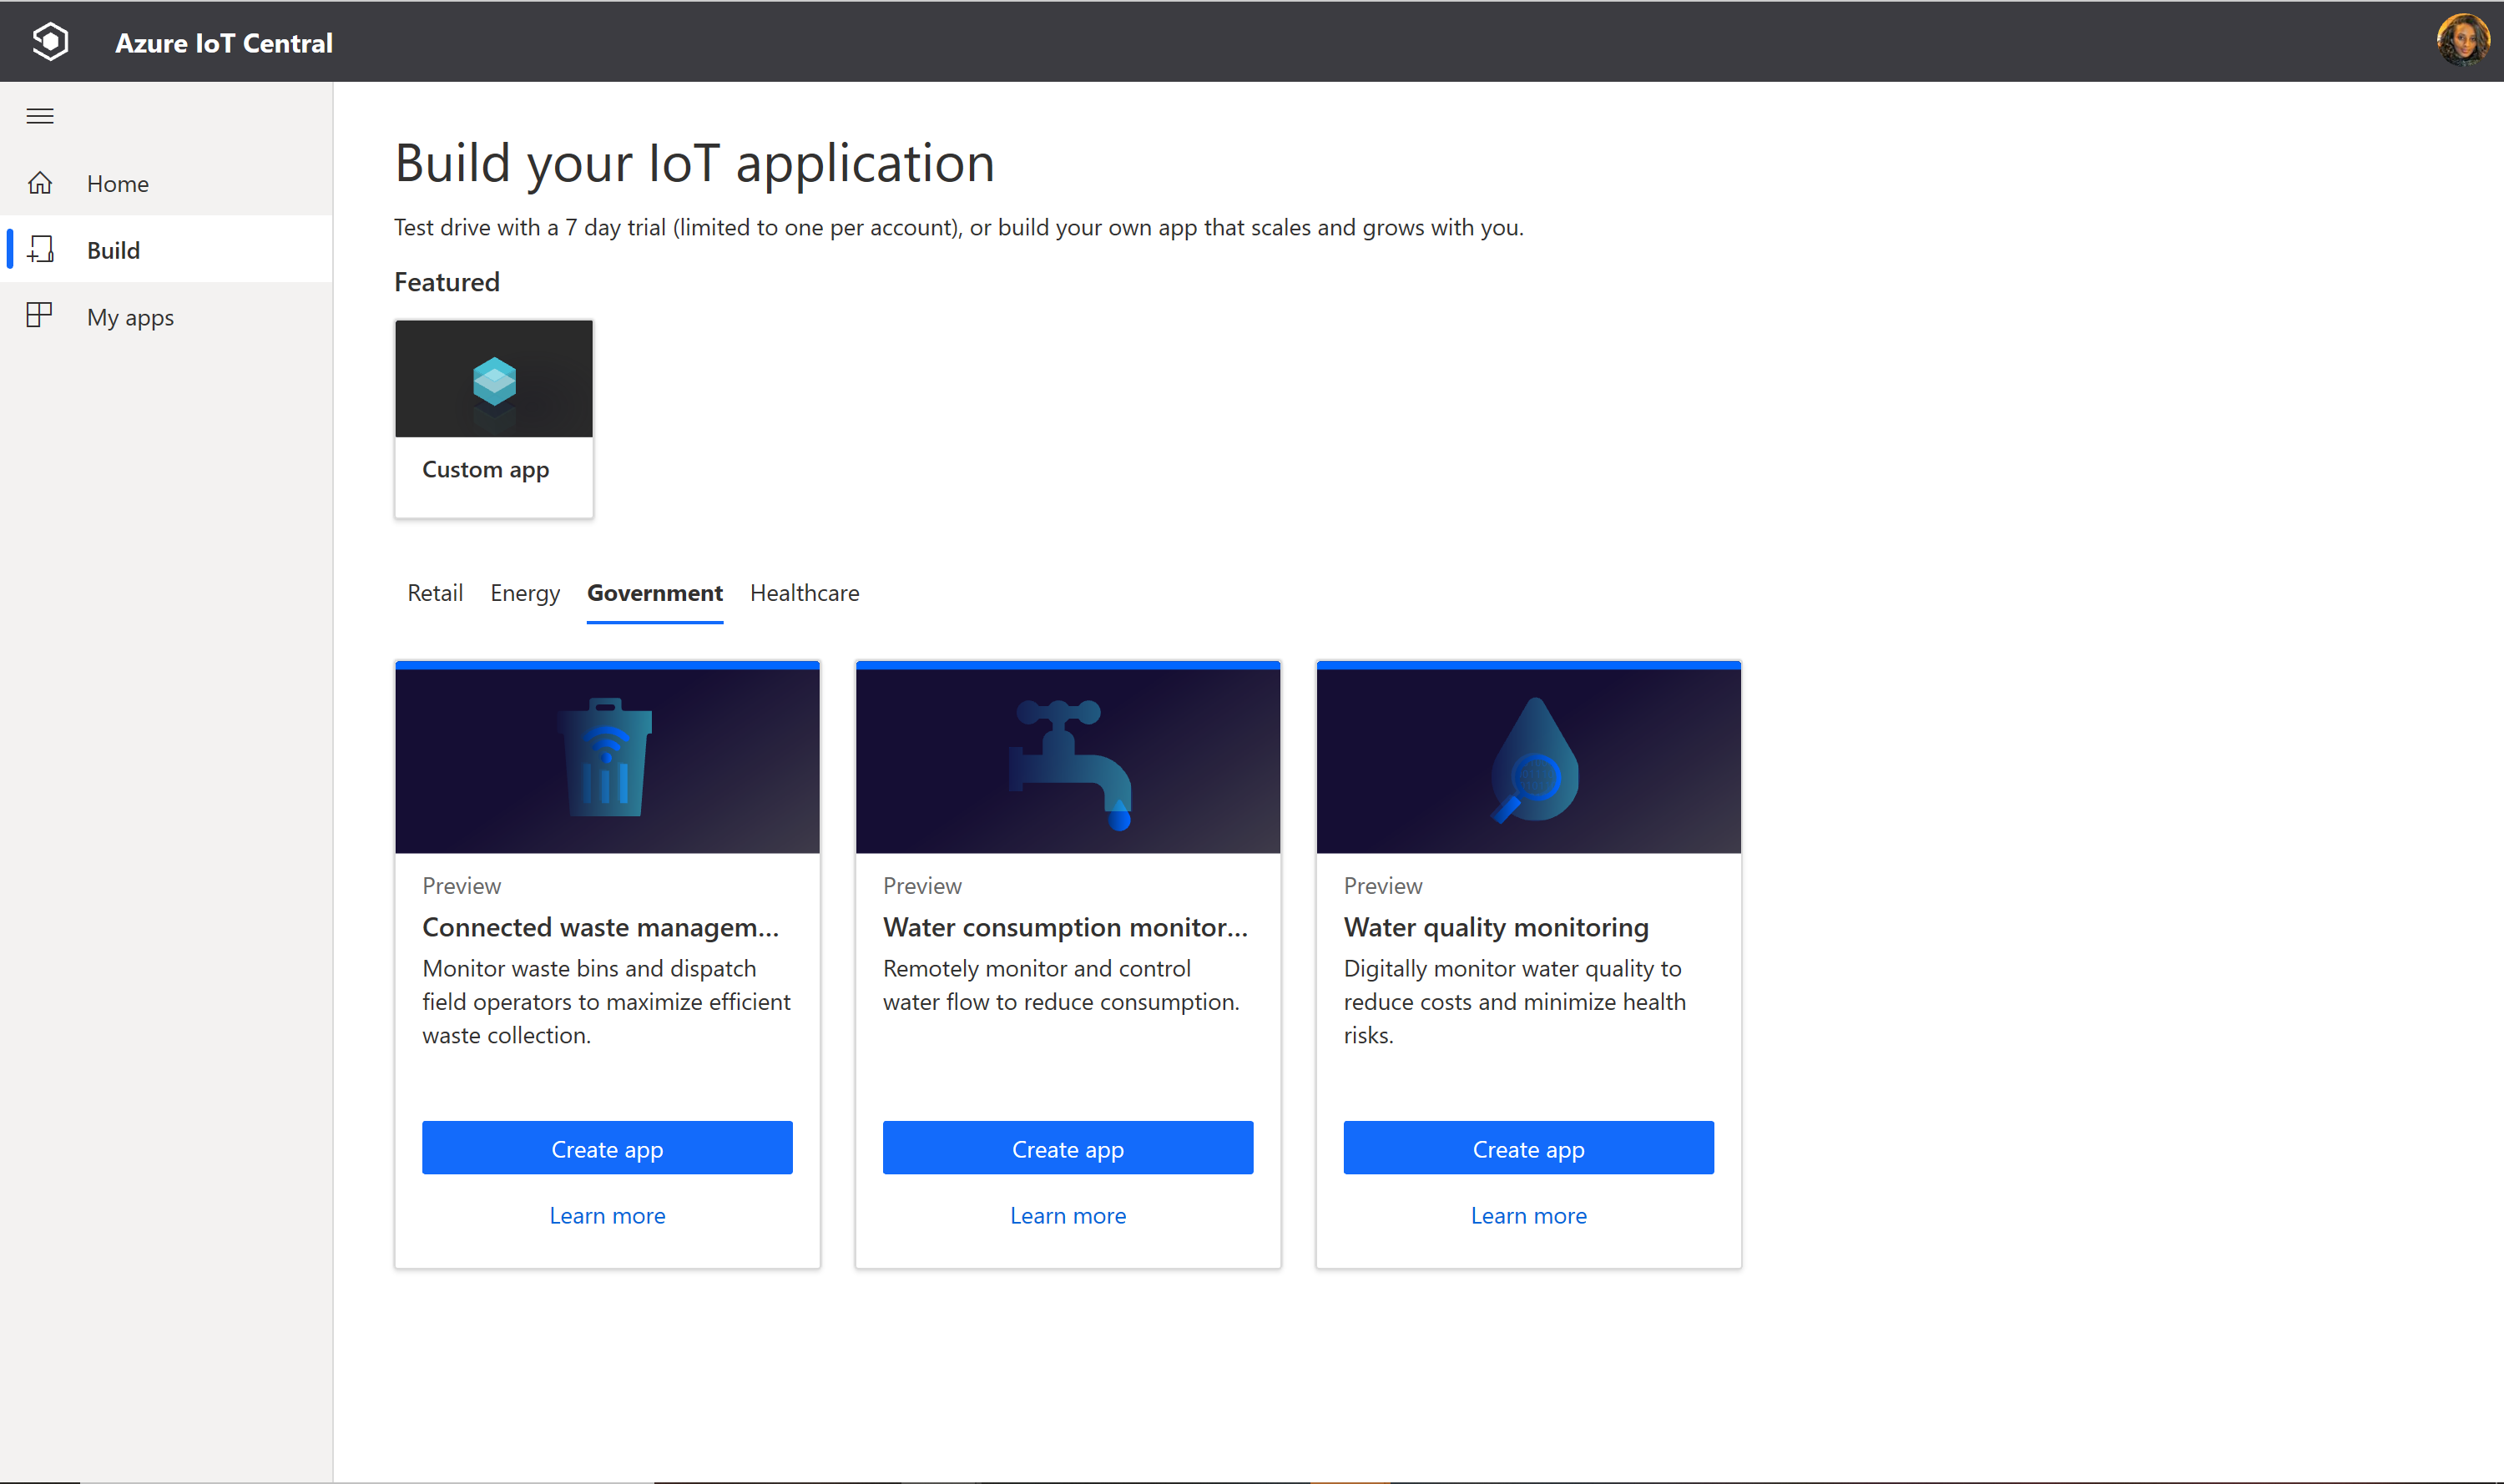 Azure IoT Central
Home
Build
My apps
Build your IoT application
Test drive with a 7 day trial (limited to one per account), or build your own app that scales and grows with you.
Featured
Custom app
Retail
Energy
Government
Healthcare
Preview
Connected waste managem...
Monitor waste bins and dispatch
field operators to maximize efficient
waste collection.
Create app
Learn more
Preview
Water consumption monitor...
Remotely monitor and control
water flow to reduce consumption.
Create app
Learn more
Preview
Water quality monitoring
Digitally monitor water quality to
reduce costs and minimize health
risks.
Create app
Learn more